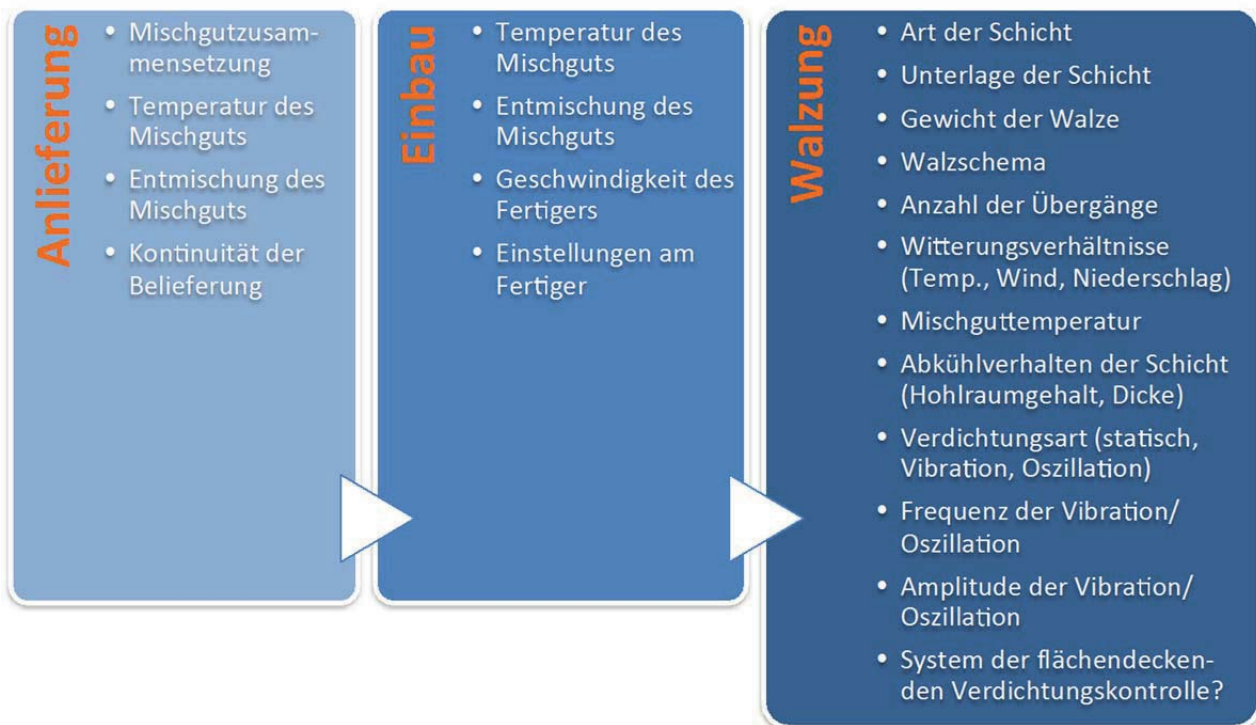 Anlieferung
• Mischgutzusam-
mensetzung
• Temperatur des
Mischguts
• Entmischung des
Mischguts
• Kontinuität der
Belieferung
Einbau
• Temperatur des
Mischguts
• Entmischung des
Mischguts
• Geschwindigkeit des
Fertigers
• Einstellungen am
Fertiger
Walzung
• Art der Schicht
• Unterlage der Schicht
• Gewicht der Walze
• Walzschema
• Anzahl der Übergänge
• Witterungsverhältnisse
(Temp., Wind, Niederschlag)
• Mischguttemperatur
• Abkühlverhalten der Schicht
(Hohlraumgehalt, Dicke)
• Verdichtungsart (statisch,
Vibration, Oszillation)
• Frequenz der Vibration/
Oszillation
• Amplitude der Vibration/
Oszillation
• System der flächendecken-
den Verdichtungskontrolle?